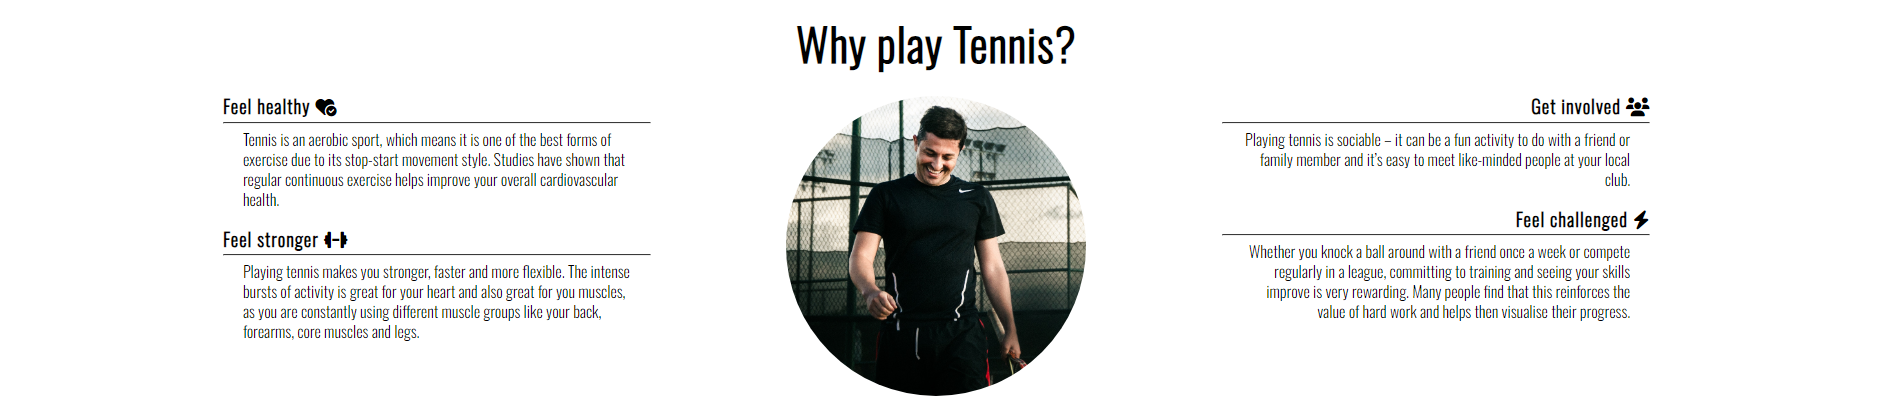 Why play Tennis?
Feel healthy
Tennis is an aerobic sport, which means it is one of the best forms of
exercise due to its stop-start movement style. Studies have shown that
regular continuous exercise helps improve your overall cardiovascular
health.
Feel stronger
Playing tennis makes you stronger, faster and more flexible. The intense
bursts of activity is great for your heart and also great for you muscles,
as you are constantly using different muscle groups like your back,
forearms, core muscles and legs.
Get involved
Playing tennis is sociable – it can be a fun activity to do with a friend or
family member and it's easy to meet like-minded people at your local
club.
Feel challenged
Whether you knock a ball around with a friend once a week or compete
regularly in a league, committing to training and seeing your skills
improve is very rewarding. Many people find that this reinforces the
value of hard work and helps then visualise their progress.